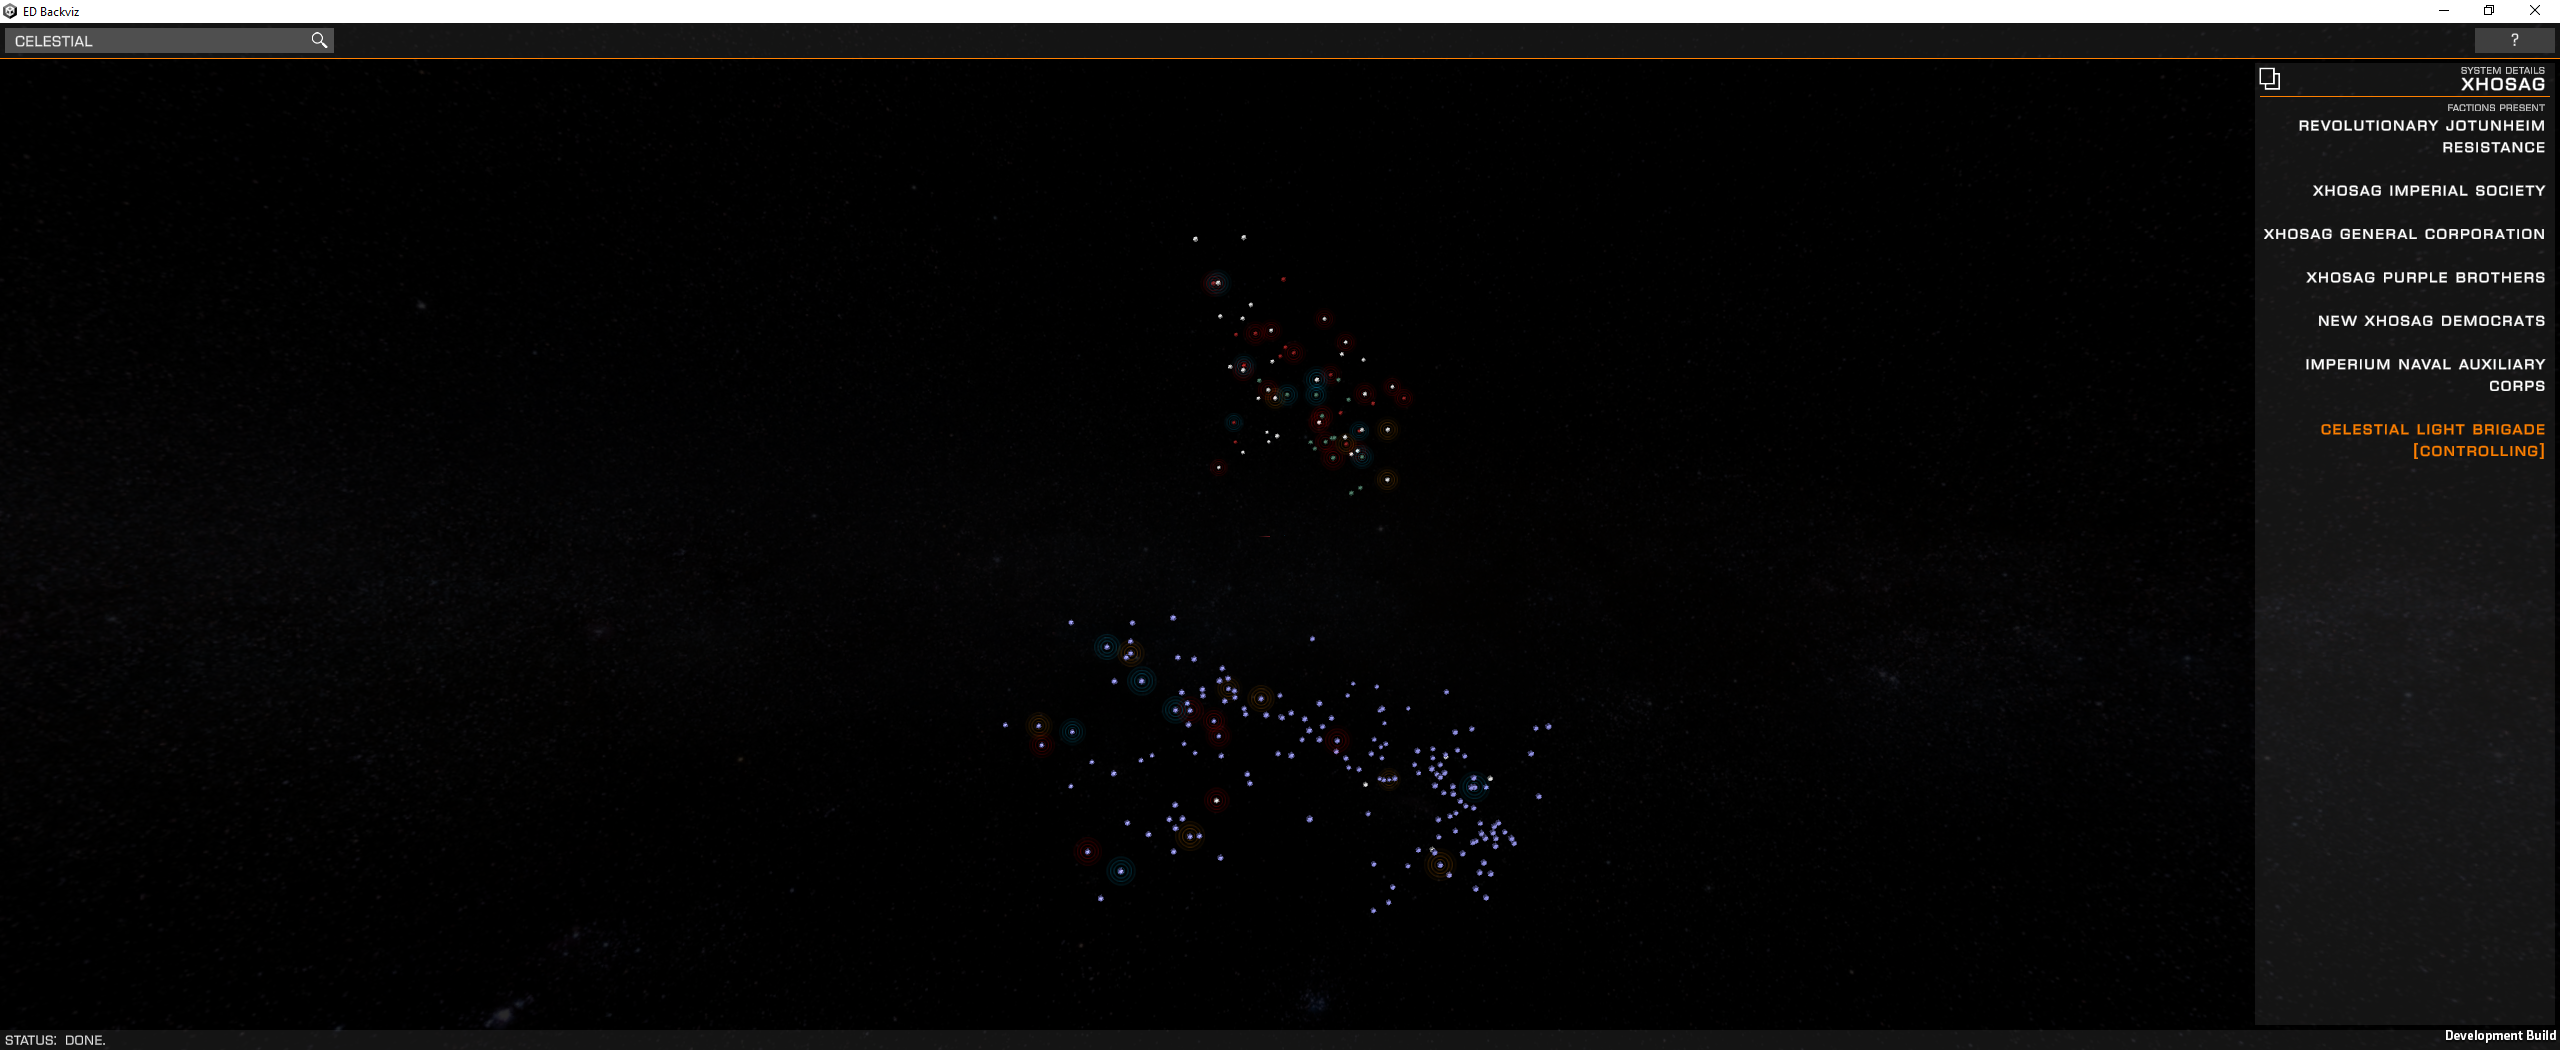 ED Backviz
CELESTIAL
?
SYSTEM DETAILS
XHOSAG
FACTIONS PRESENT
REVOLUTIONARY JOTUNHEIM
RESISTANCE
XHOSAG IMPERIAL SOCIETY
XHOSAG GENERAL CORPORATION
XHOSAG PURPLE BROTHERS
NEW XHOSAG DEMOCRATS
IMPERIUM NAVAL AUXILIARY
CORPS
CELESTIAL LIGHT BRIGADE
[CONTROLLING]
STATUS: DONE.
Development Build